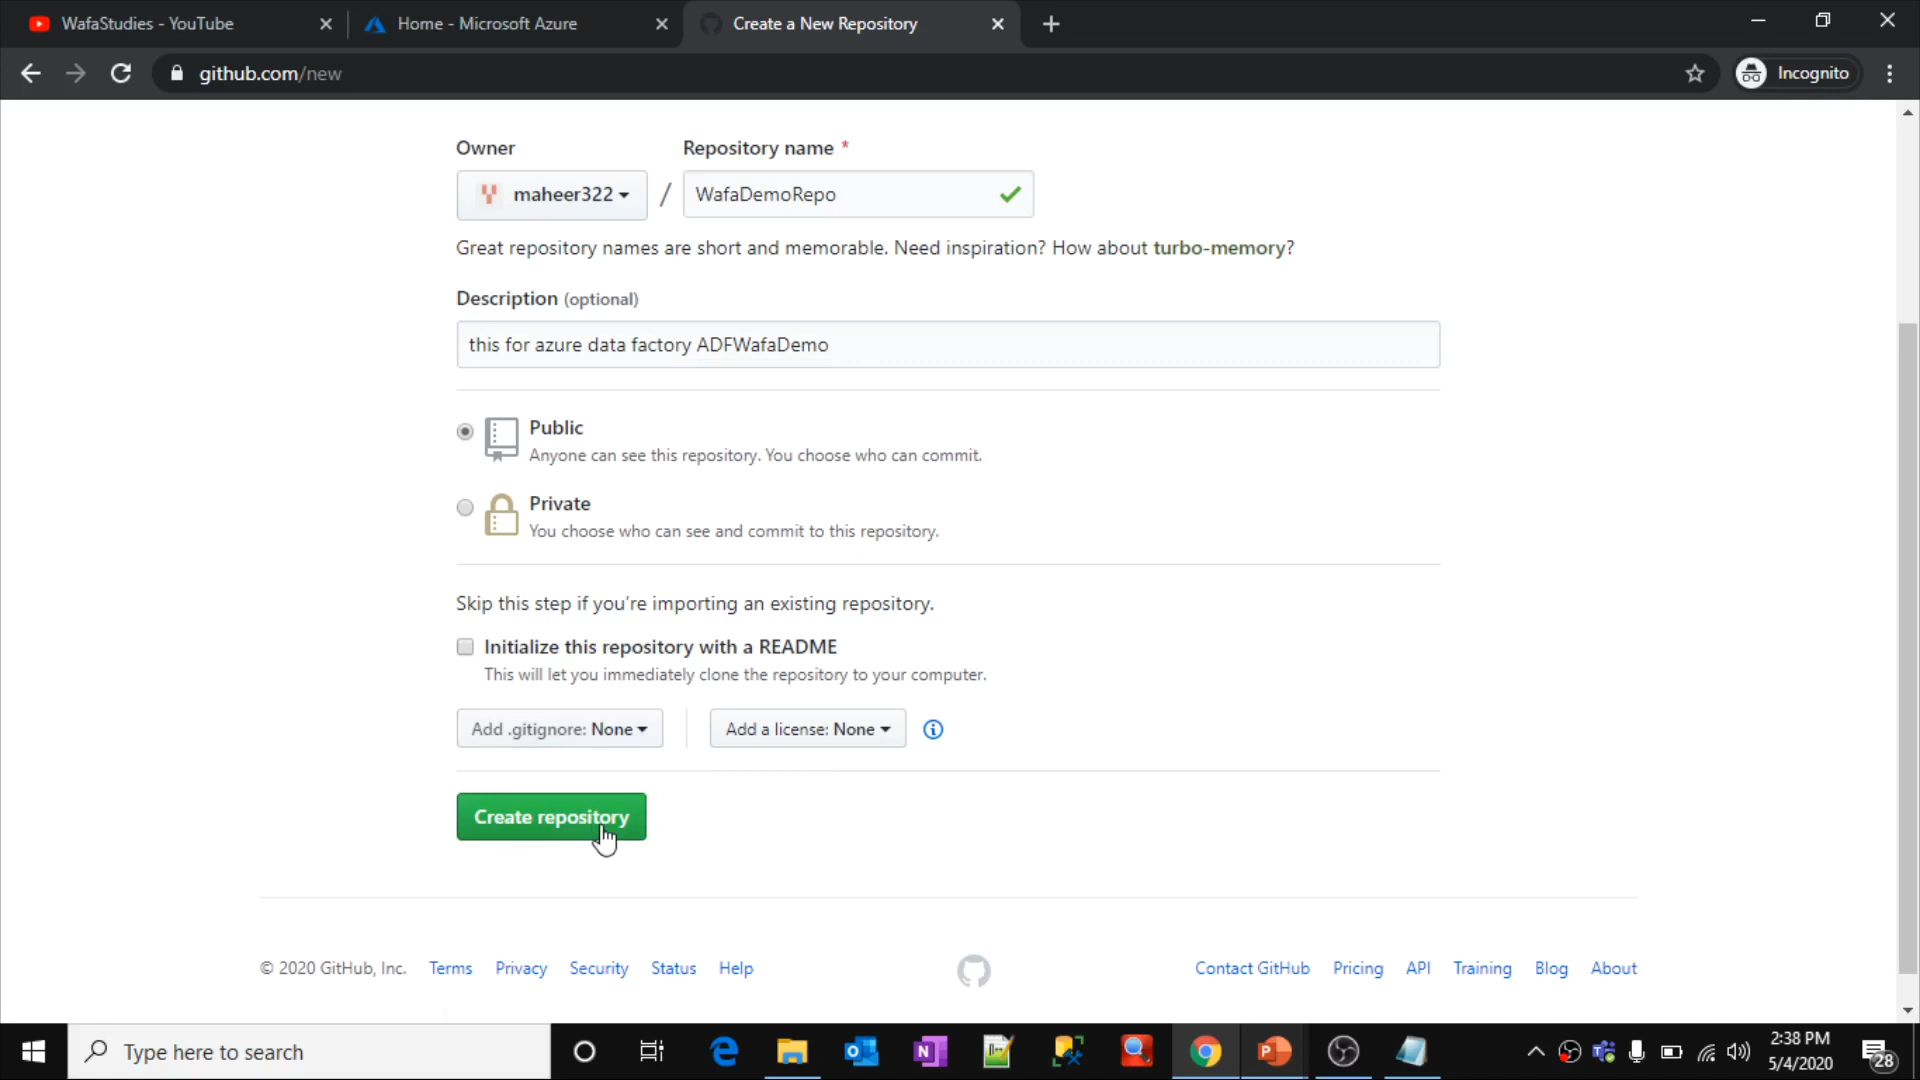 WafaStudies - YouTube
Home - Microsoft Azure
Create a New Repository
github.com/new
Incognito
Owner
Repository name *
maheer322
/
WafaDemoRepo
Great repository names are short and memorable. Need inspiration? How about turbo-memory?
Description (optional)
this for azure data factory ADFWafaDemo
Public
Anyone can see this repository. You choose who can commit.
Private
You choose who can see and commit to this repository.
Skip this step if you're importing an existing repository.
Initialize this repository with a README
This will let you immediately clone the repository to your computer.
Add .gitignore: None
Add a license: None
Create repository
© 2020 GitHub, Inc. Terms Privacy Security Status Help
Contact GitHub Pricing API Training Blog About
Type here to search
2:38 PM
5/4/2020
28